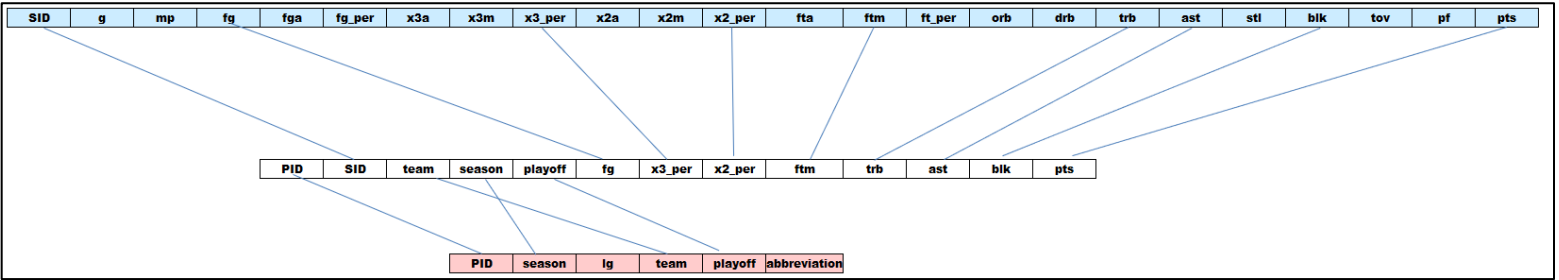 SID g mp fg fga fg_per x3a x3m x3_per x2a x2m x2_per fta ftm ft_per orb drb trb ast stl blk tov pf pts
PID SID team season playoff fg x3_per x2_per ftm trb ast blk pts
PID season lg team playoff abbreviation